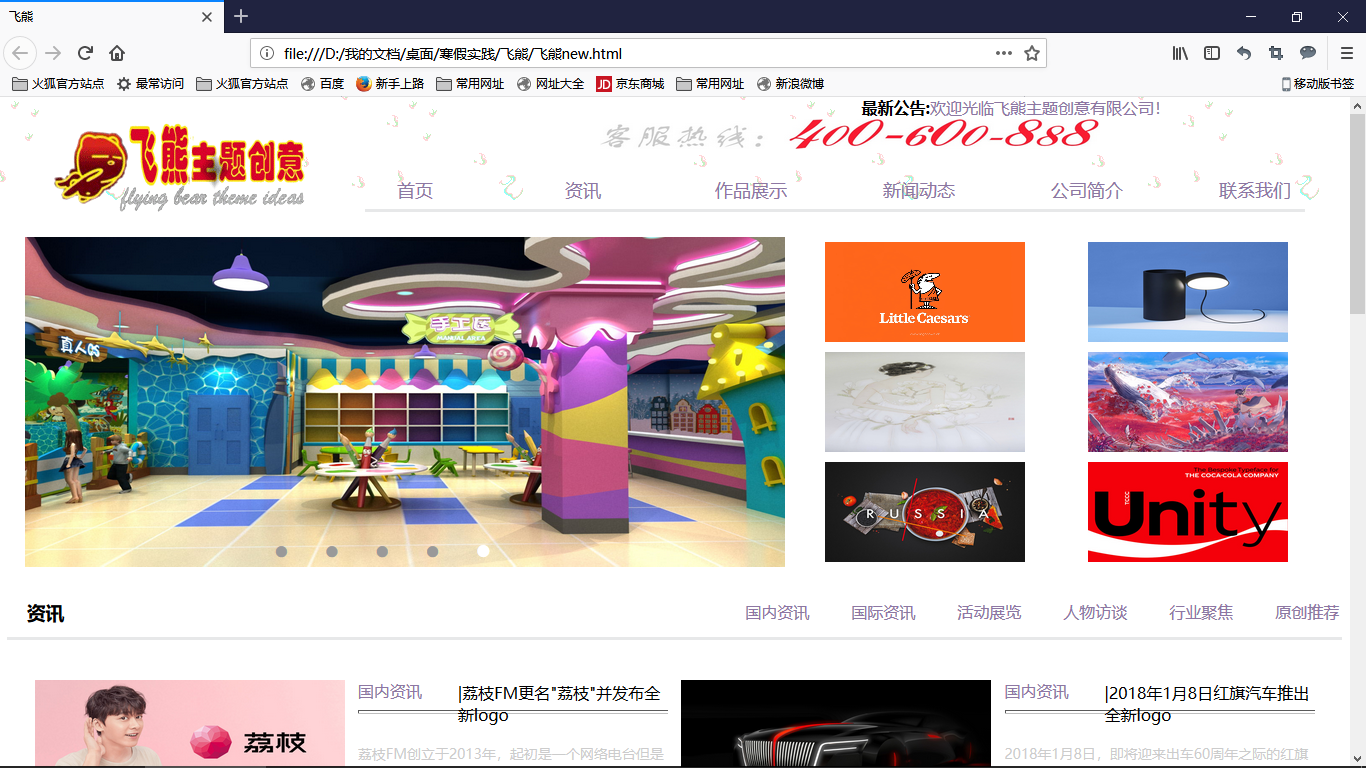 飞熊
file:///D:/我的文档/桌面/寒假实践/飞熊/飞熊new.html
火狐官方站点 最常访问 火狐官方站点 百度 新手上路 常用网址 网址大全 JD 京东商城 常用网址 新浪微博 移动版书签
最新公告:欢迎光临飞熊主题创意有限公司!
客服热线: 400-600-888
飞熊主题创意
flying bear theme ideas
首页 资讯 作品展示 新闻动态 公司简介 联系我们
真人CS
手工区
MANUAL AREA
Little Caesars
RUSSIA
The Bespoke Typeface for
THE COCA-COLA COMPANY
TCCC
Unity
资讯 国内资讯 国际资讯 活动展览 人物访谈 行业聚焦 原创推荐
荔枝
国内资讯 |荔枝FM更名"荔枝"并发布全
新logo
荔枝FM创立于2013年，起初是一个网络电台但是
国内资讯 |2018年1月8日红旗汽车推出
全新logo
2018年1月8日，即将迎来出车60周年之际的红旗